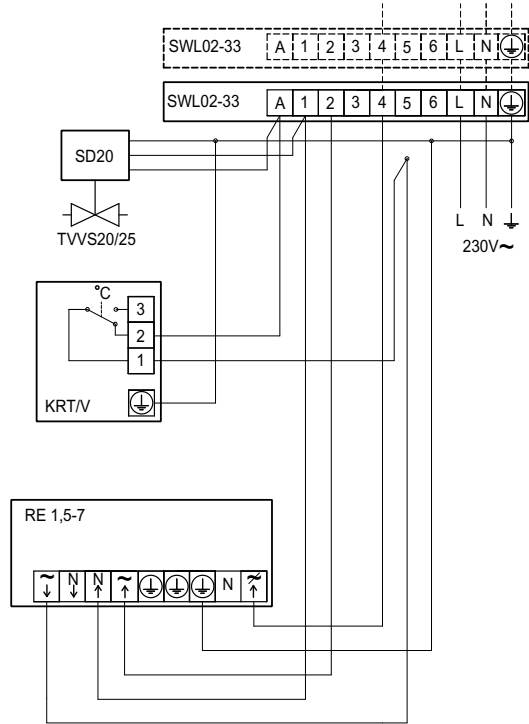 SWL02-33 A 1 2 3 4 5 6 L N
SWL02-33 A 1 2 3 4 5 6 L N
SD20
TVVS20/25
L N
230V~
°C
3
2
1
KRT/V
RE 1,5-7
~ N N ~ N ~